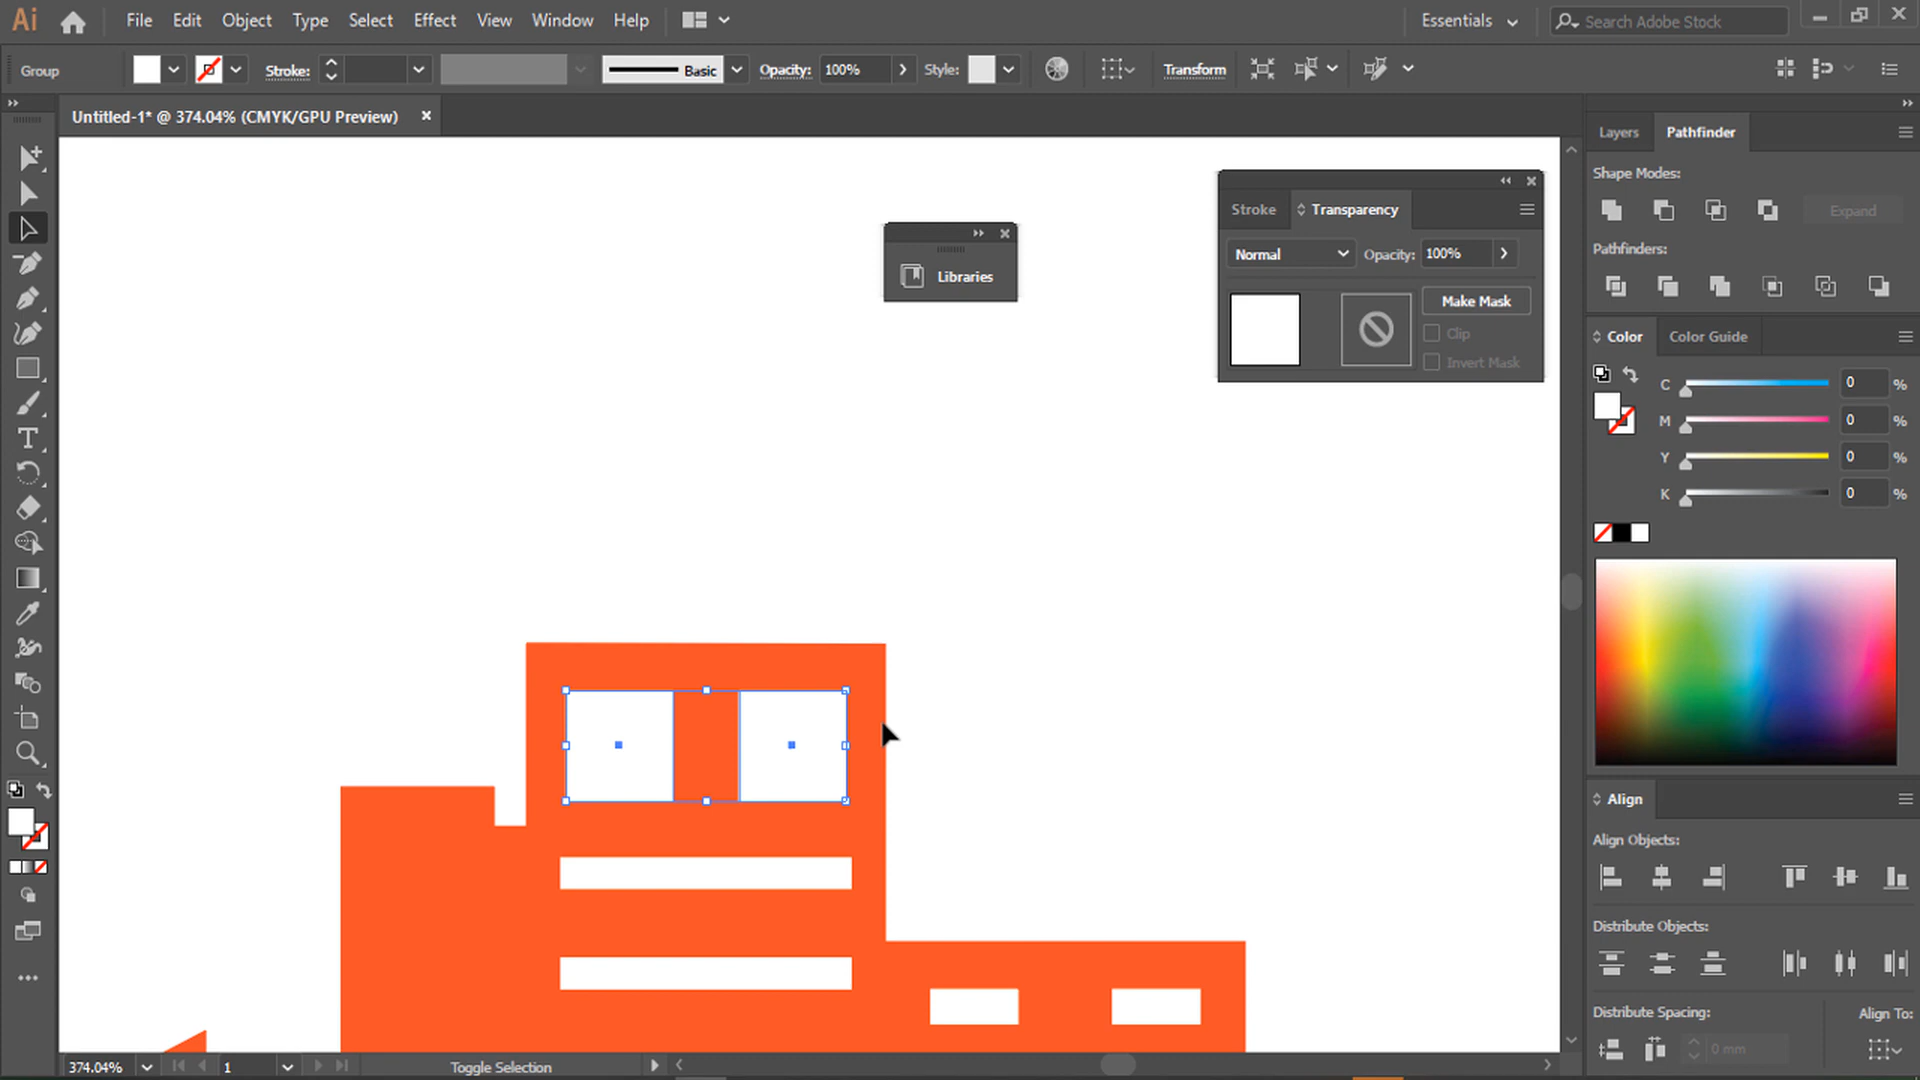 Ai File Edit Object Type Select Effect View Window Help Essentials Search Adobe Stock
Group Stroke: Basic Opacity: 100% Style: Transform
Untitled-1* @ 374.04% (CMYK/GPU Preview)
Libraries
Stroke Transparency
Normal Opacity: 100%
Make Mask
Clip
Invert Mask
Layers Pathfinder
Shape Modes:
Expand
Pathfinders:
Color Color Guide
C 0 %
M 0 %
Y 0 %
K 0 %
Align
Align Objects:
Distribute Objects:
Distribute Spacing: Align To:
0 mm
374.04% 1 Toggle Selection